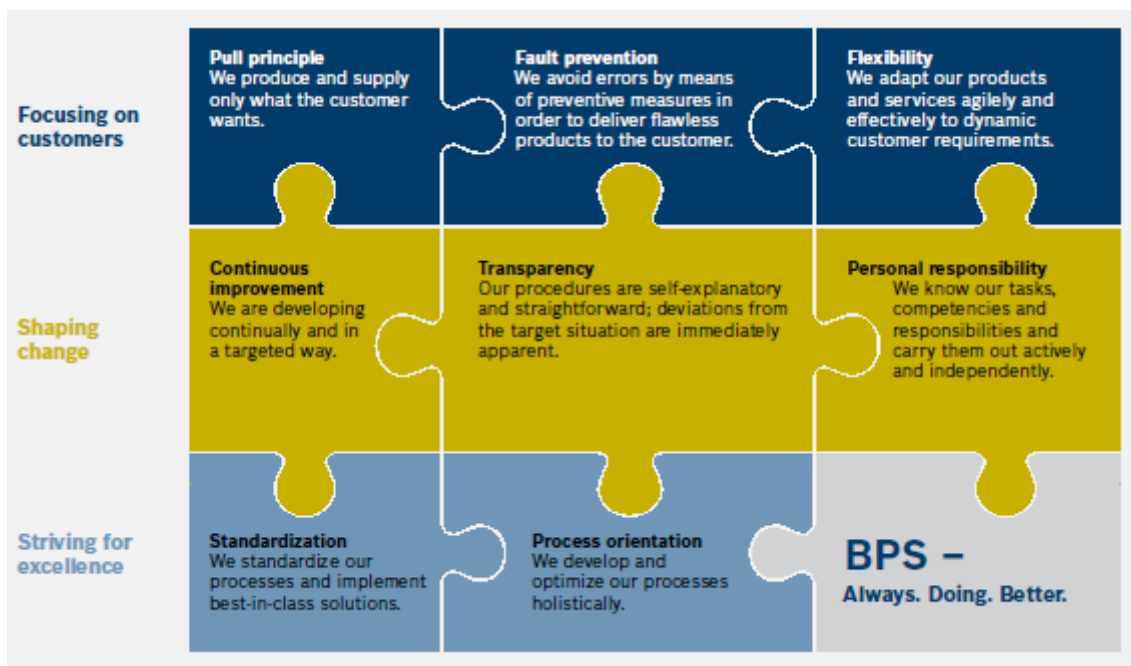 Focusing on
customers
Pull principle
We produce and supply
only what the customer
wants.
Fault prevention
We avoid errors by means
of preventive measures in
order to deliver flawless
products to the customer.
Flexibility
We adapt our products
and services agilely and
effectively to dynamic
customer requirements.
Shaping
change
Continuous
improvement
We are developing
continually and in
a targeted way.
Transparency
Our procedures are self-explanatory
and straightforward; deviations from
the target situation are immediately
apparent.
Personal responsibility
We know our tasks,
competencies and
responsibilities and
carry them out actively
and independently.
Striving for
excellence
Standardization
We standardize our
processes and implement
best-in-class solutions.
Process orientation
We develop and
optimize our processes
holistically.
BPS –
Always. Doing. Better.